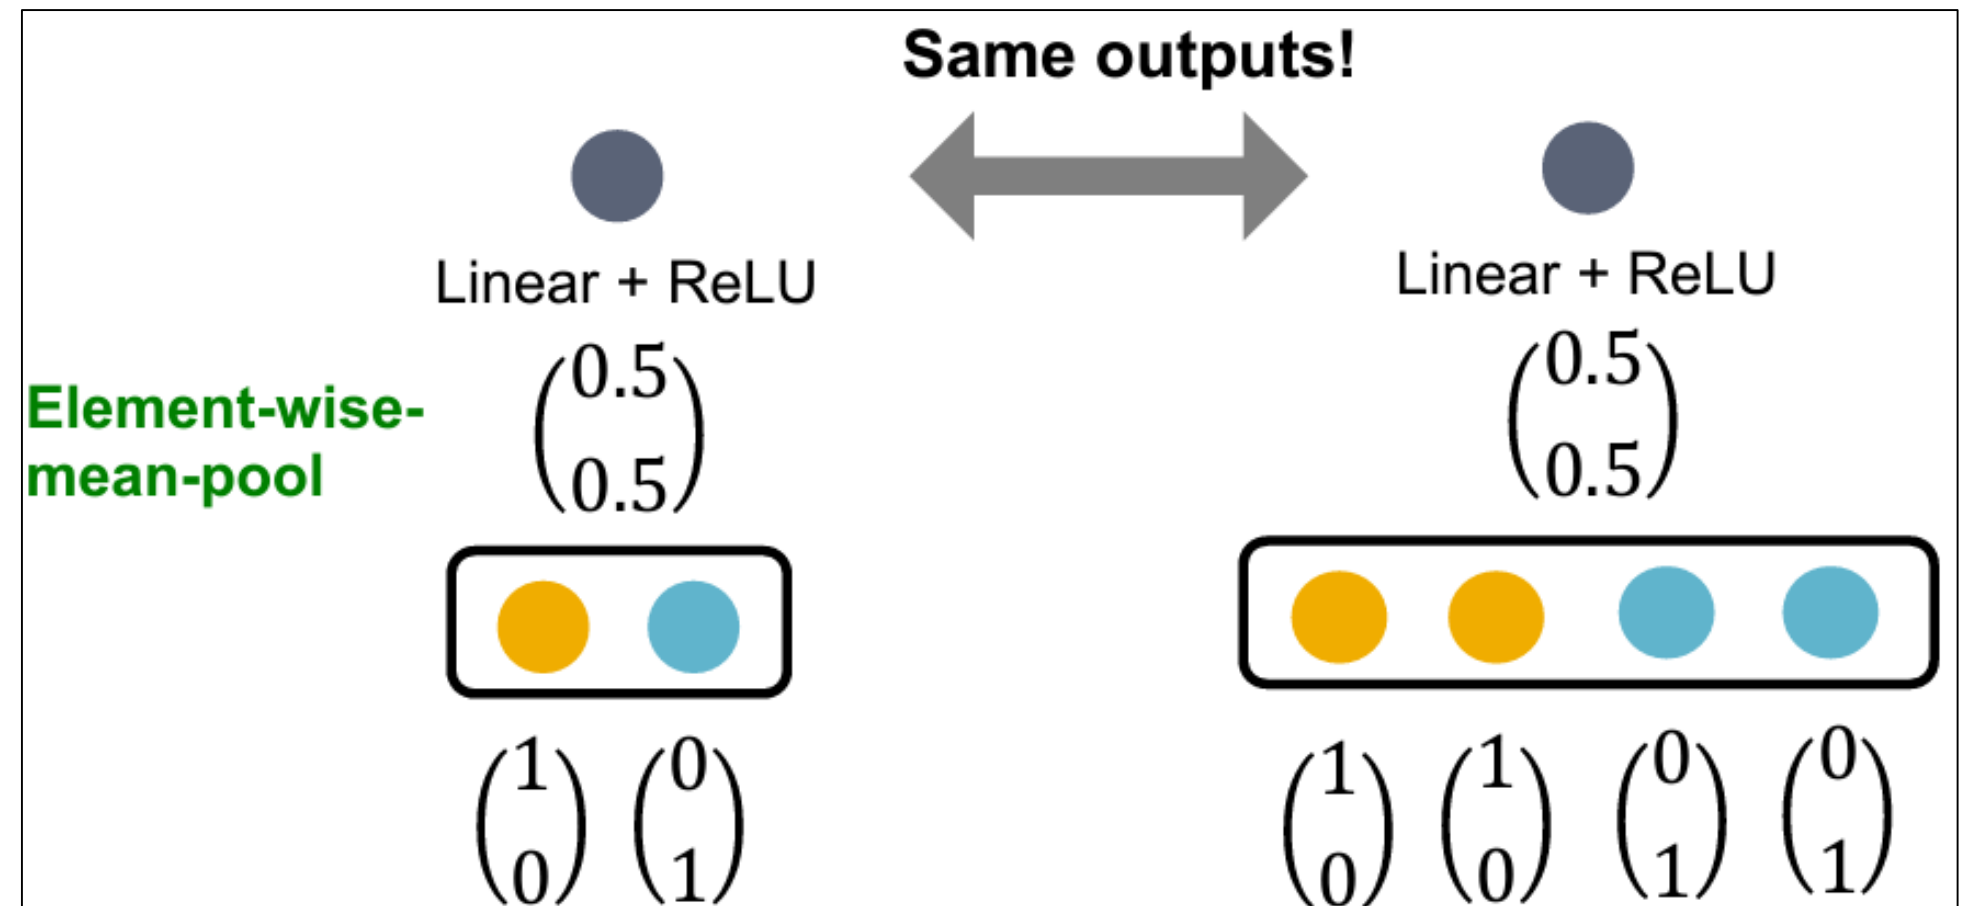 Same outputs!
Linear + ReLU
Linear + ReLU
Element-wise-
mean-pool
0.5
0.5
0.5
0.5
1 0
0 1
1 1 0 0
0 0 1 1